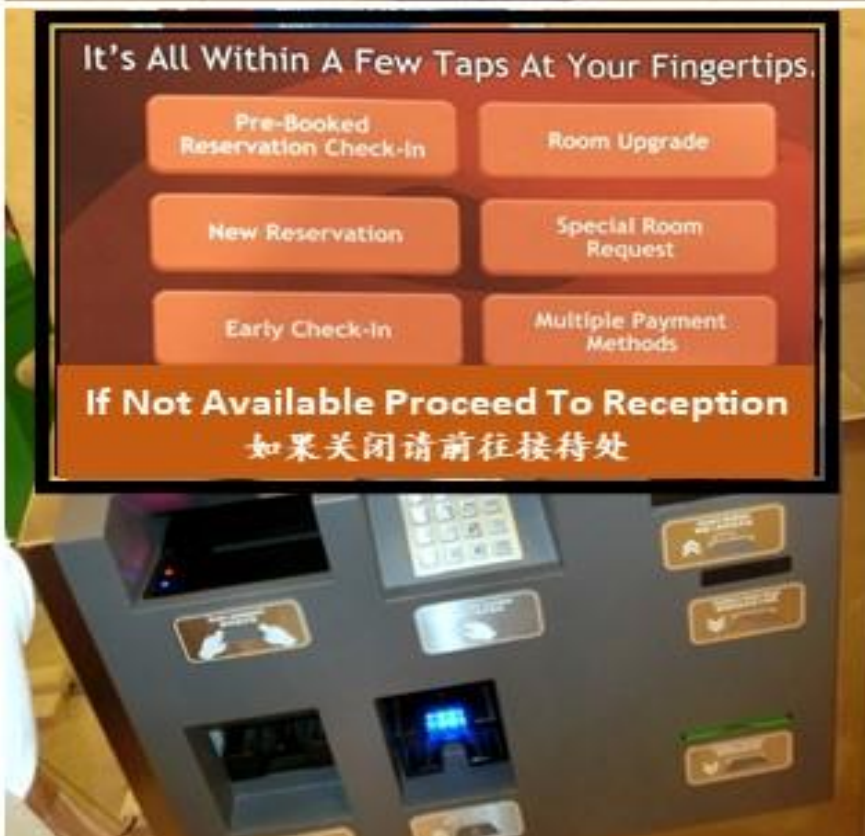 It's All Within A Few Taps At Your Fingertips.
Pre-Booked
Reservation Check-In
Room Upgrade
New Reservation
Special Room
Request
Early Check-In
Multiple Payment
Methods
If Not Available Proceed To Reception
如果关闭请前往接待处